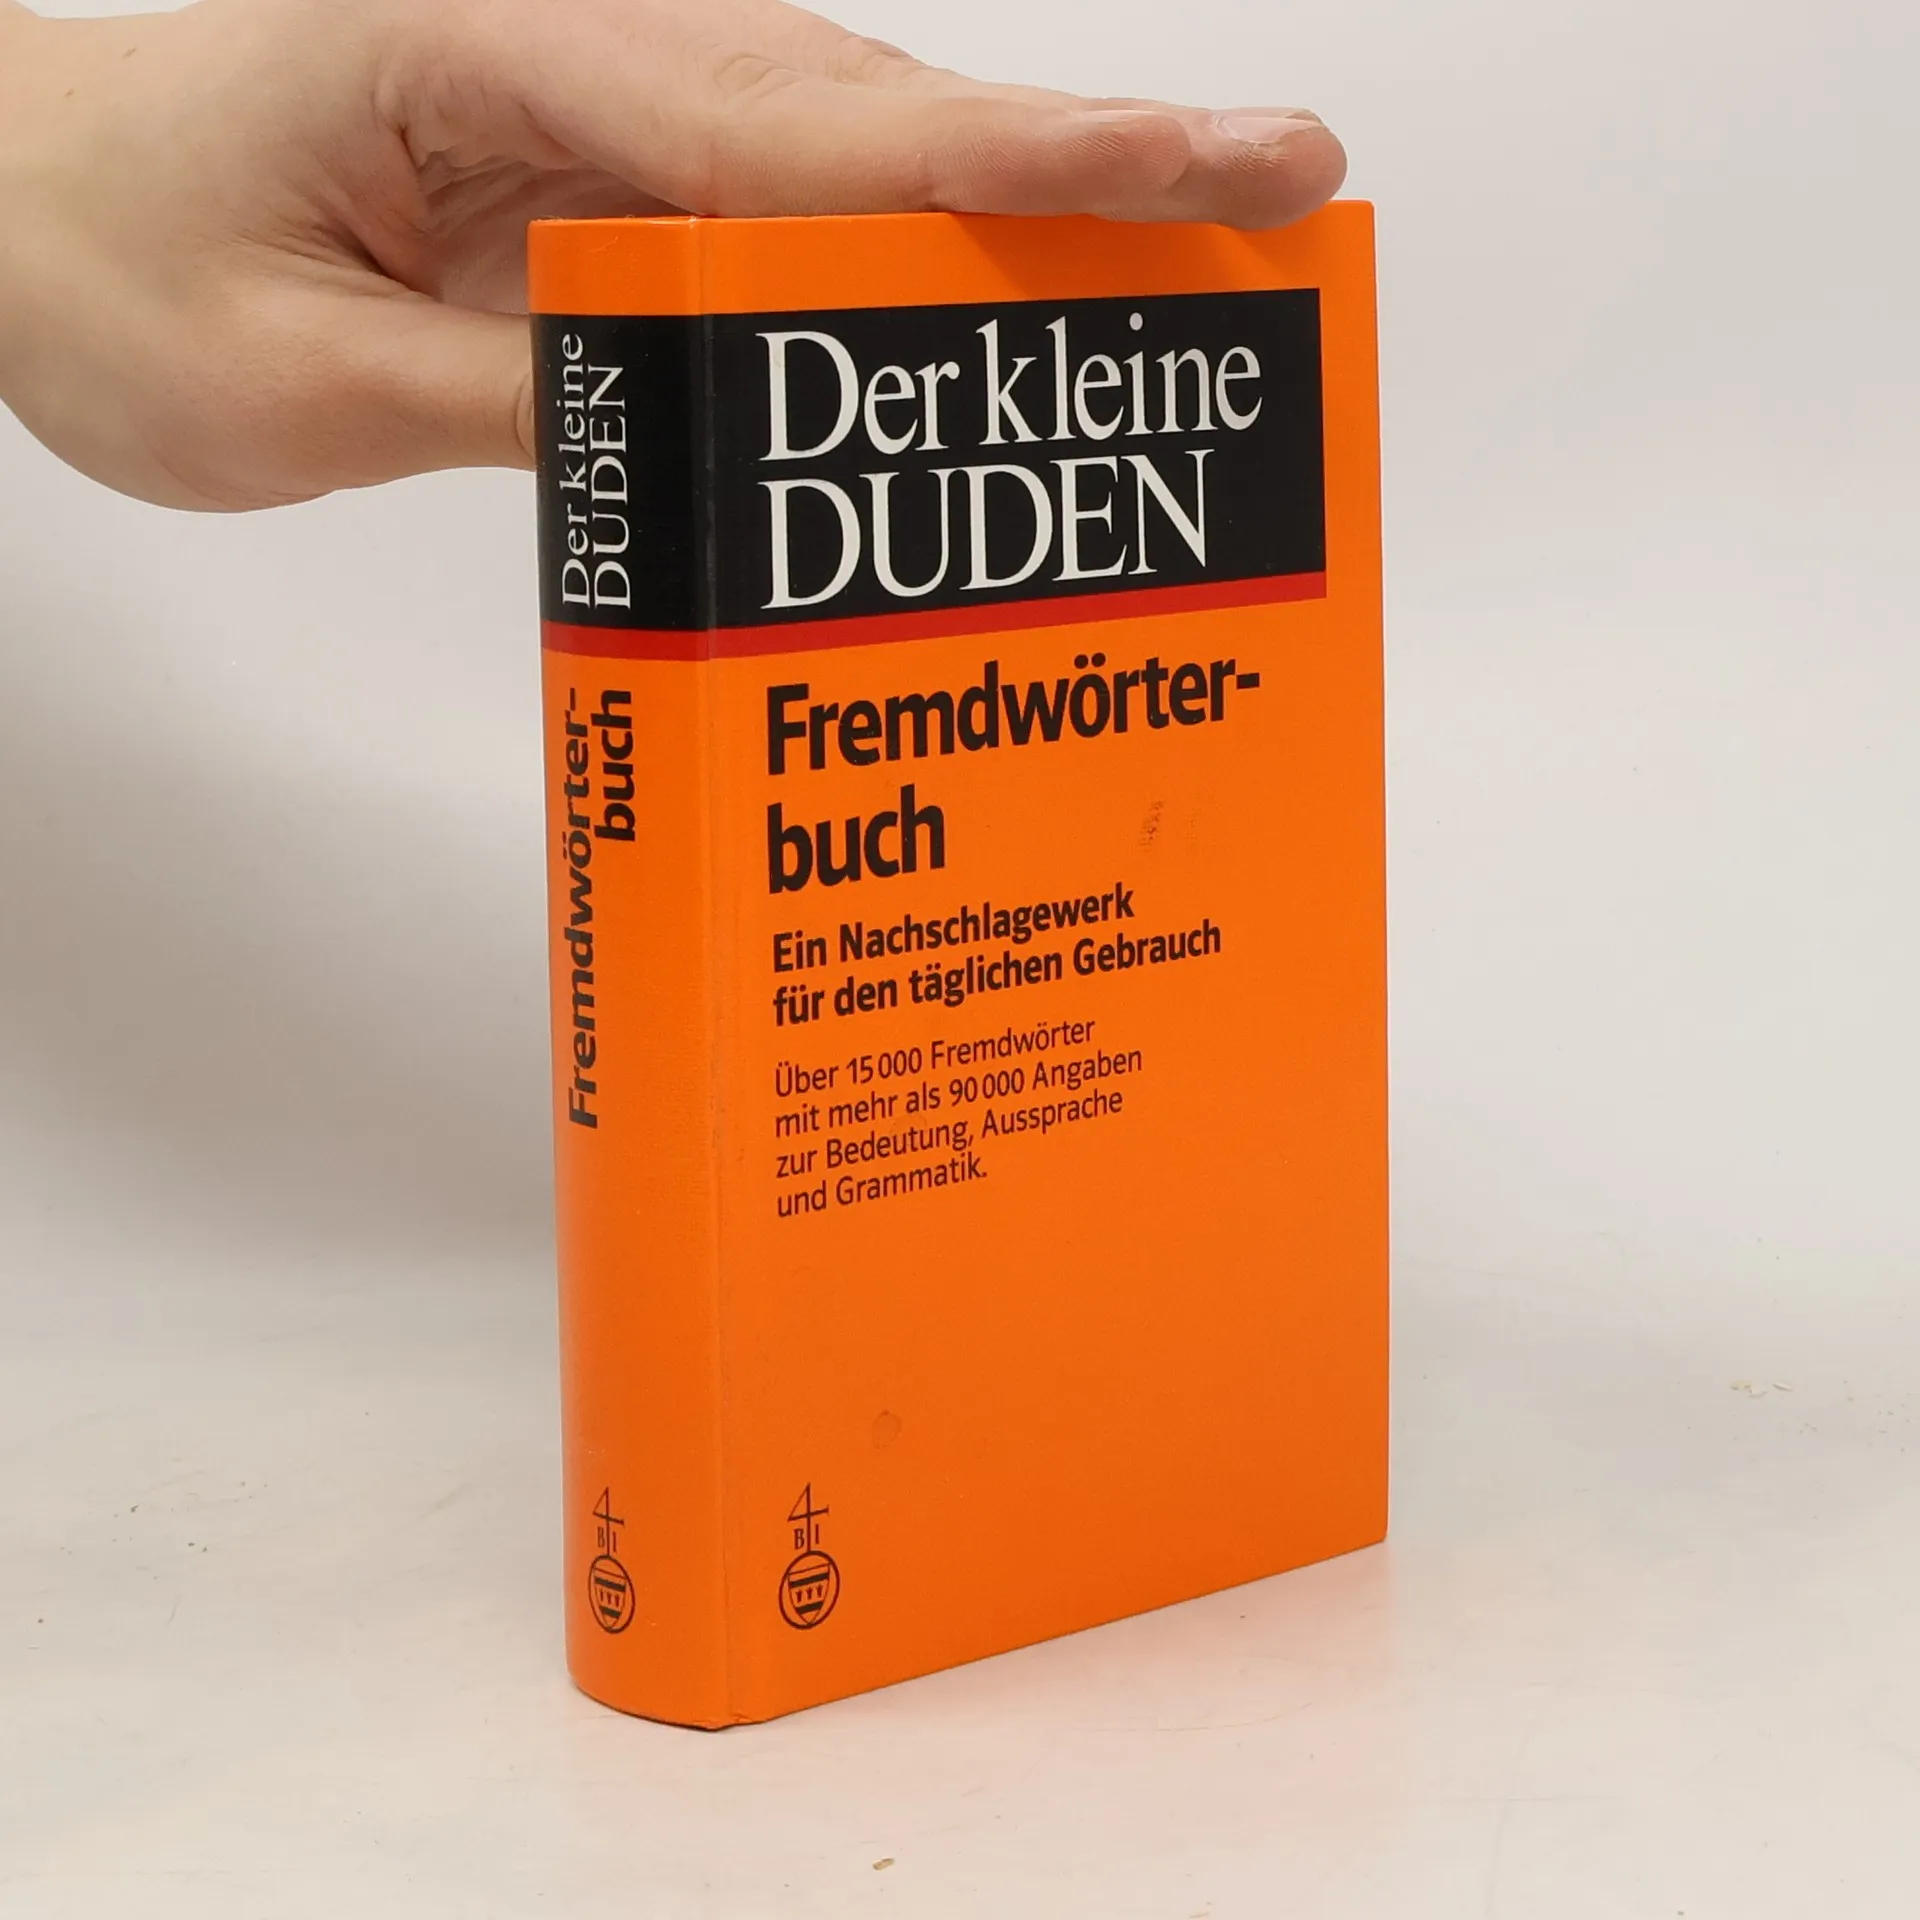 Der kleine
DUDEN
Fremdwörter-
buch
B I
Der kleine
DUDEN
Fremdwörter-
buch
Ein Nachschlagewerk
für den täglichen Gebrauch
Über 15 000 Fremdwörter
mit mehr als 90 000 Angaben
zur Bedeutung, Aussprache
und Grammatik.
B I